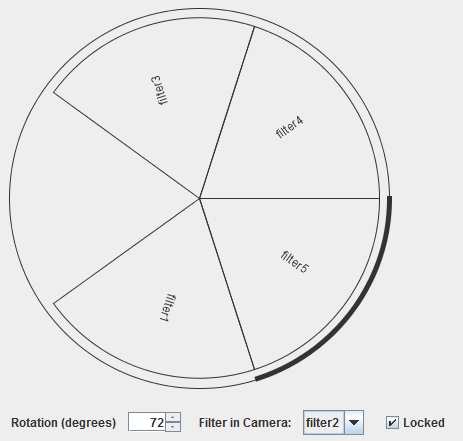 filter3
filter4
filter5
filter1
Rotation (degrees) 72 Filter in Camera: filter2 Locked